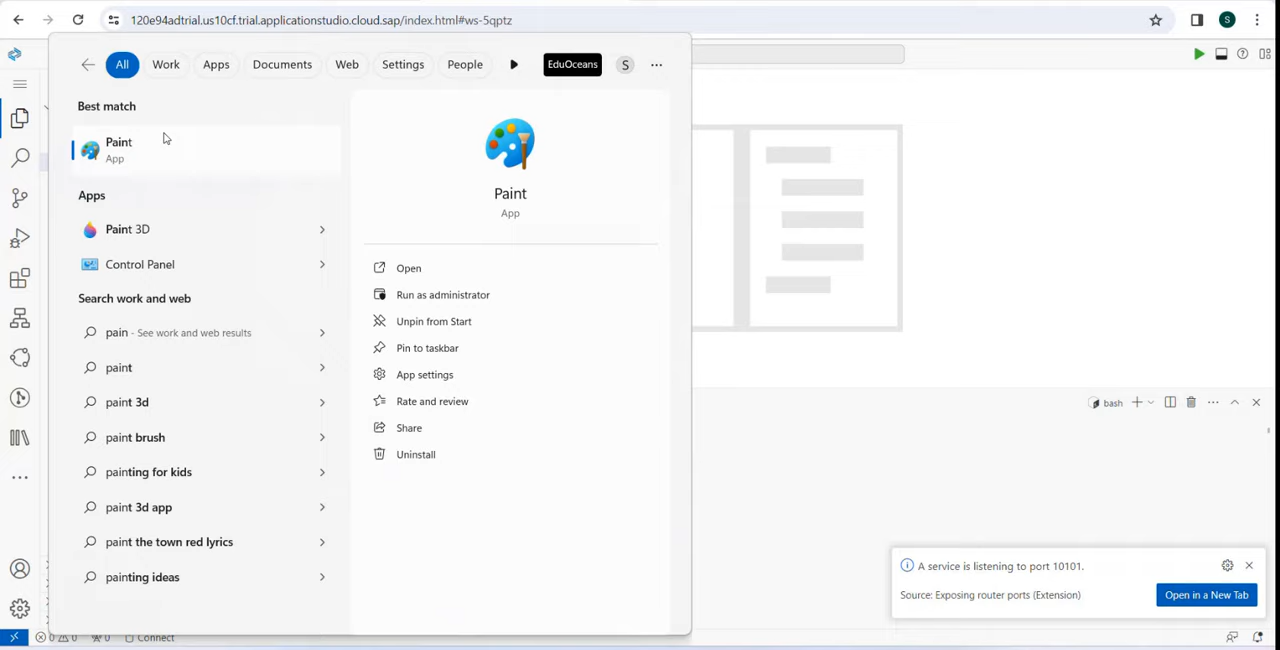 120e94adtrial.us10cf.trial.applicationstudio.cloud.sap/index.html#ws-5qptz
S
All Work Apps Documents Web Settings People EduOceans S
Best match
Paint
App
Apps
Paint 3D
Control Panel
Search work and web
pain - See work and web results
paint
paint 3d
paint brush
painting for kids
paint 3d app
paint the town red lyrics
painting ideas
Paint
App
Open
Run as administrator
Unpin from Start
Pin to taskbar
App settings
Rate and review
Share
Uninstall
bash
A service is listening to port 10101.
Source: Exposing router ports (Extension)
Open in a New Tab
0 0 0 Connect